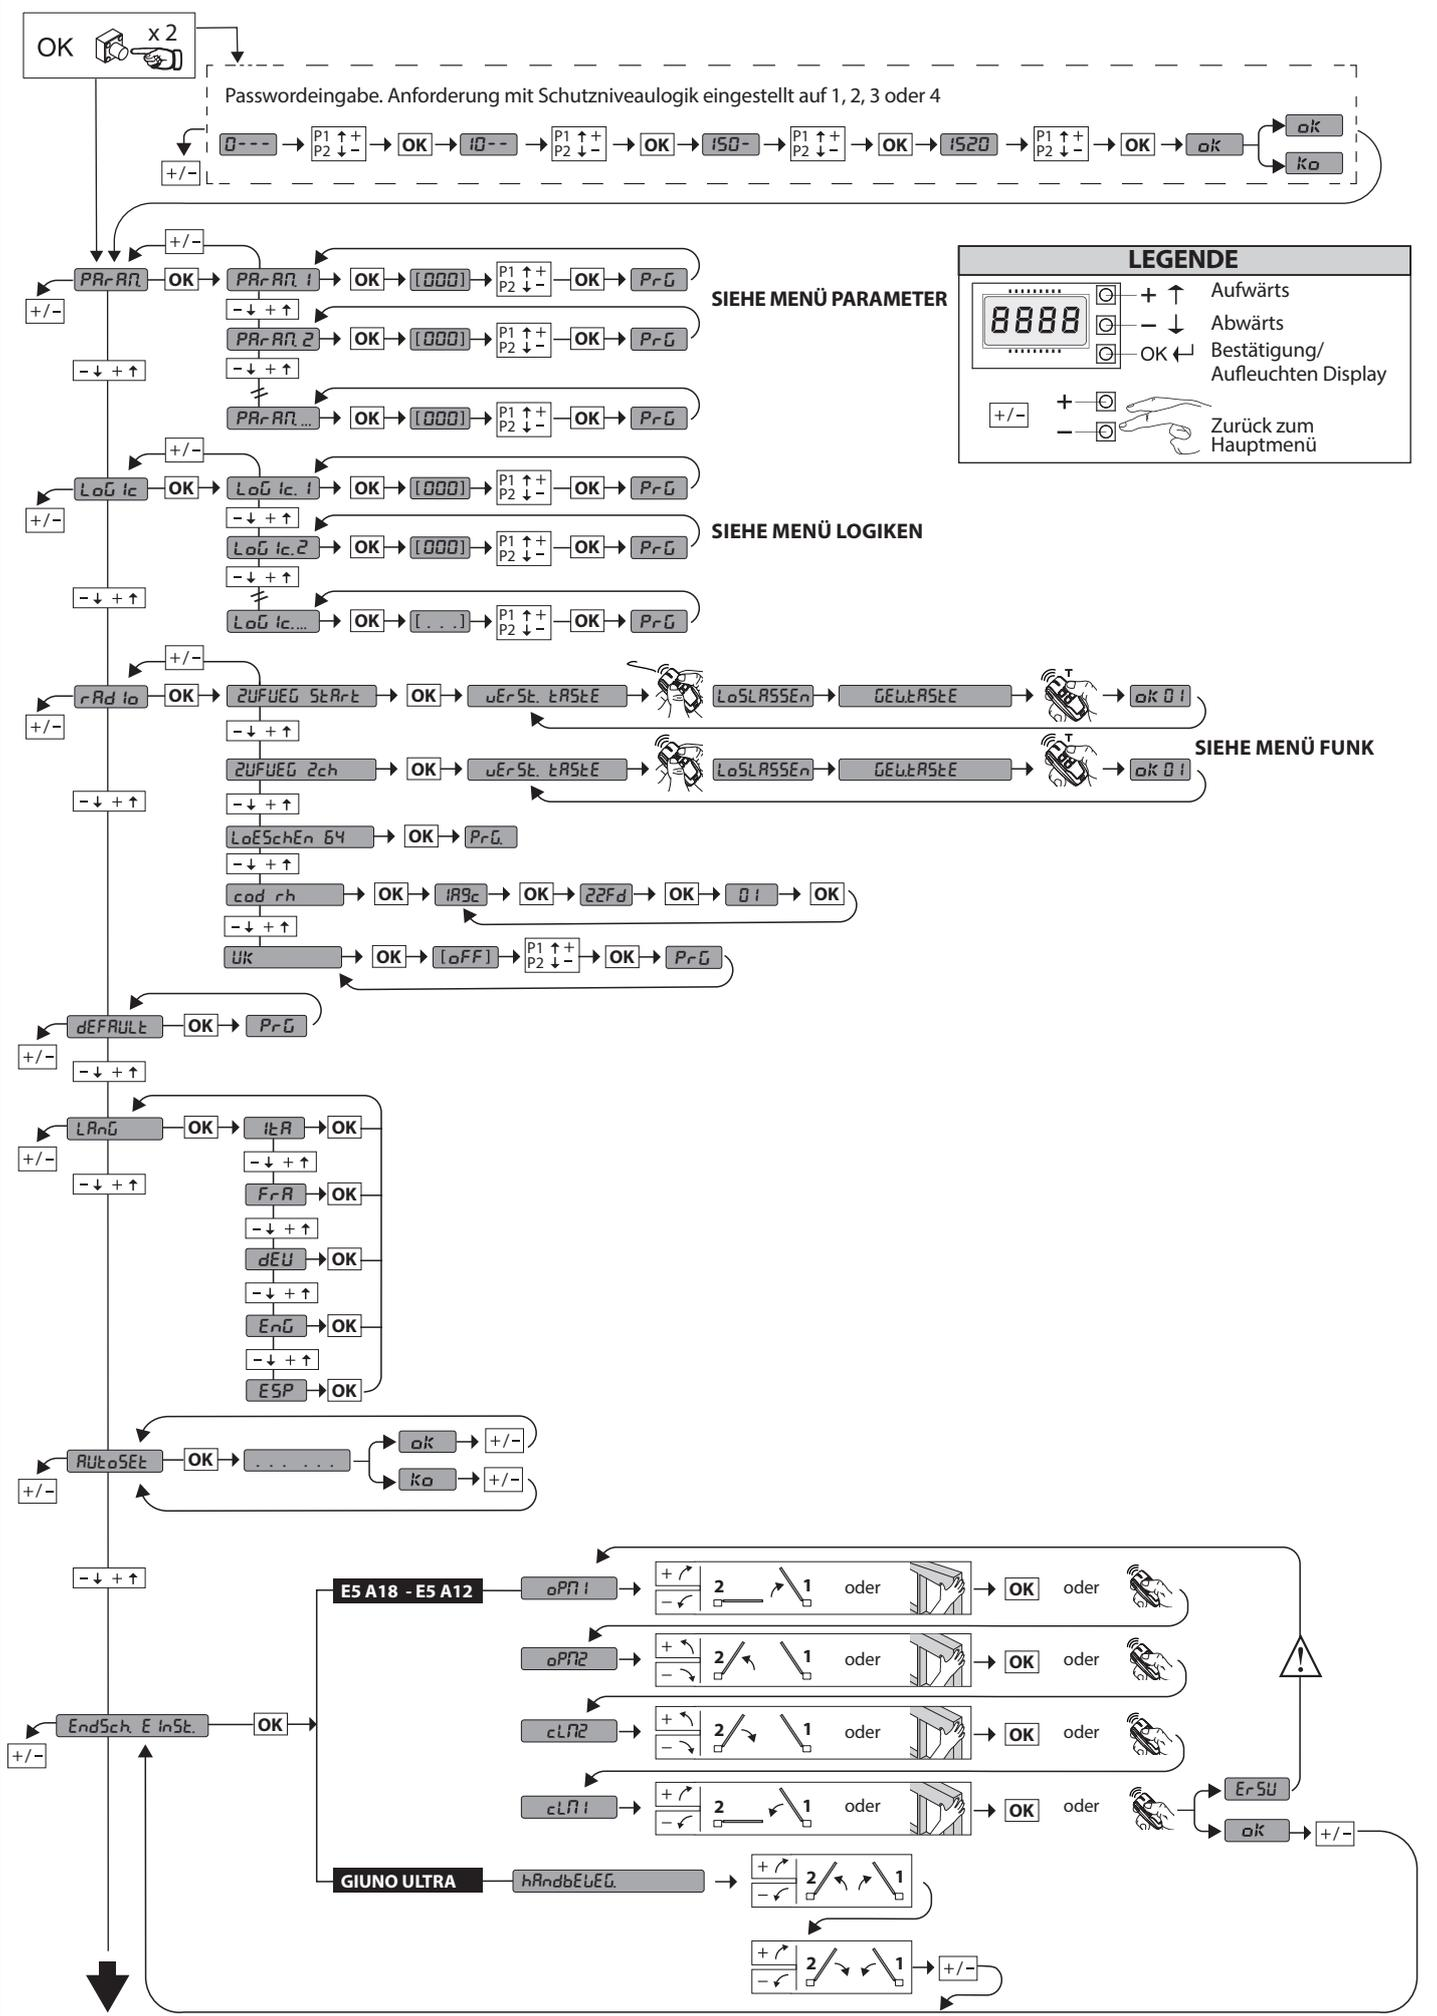 OK x 2
Passwordeingabe. Anforderung mit Schutzniveaulogik eingestellt auf 1, 2, 3 oder 4
0--- P1 ↑ + P2 ↓ − OK 10-- P1 ↑ + P2 ↓ − OK 150- P1 ↑ + P2 ↓ − OK 1520 P1 ↑ + P2 ↓ − OK oK oK
Ko
+/−
+/−
PArAM. OK PArAM. 1 OK [000] P1 ↑ + P2 ↓ − OK PrG
+/−
− ↓ + ↑
SIEHE MENÜ PARAMETER
PArAM. 2 OK [000] P1 ↑ + P2 ↓ − OK PrG
− ↓ + ↑
− ↓ + ↑
PArAM. ... OK [000] P1 ↑ + P2 ↓ − OK PrG
LEGENDE
8888
+ ↑ Aufwärts
− ↓ Abwärts
OK Bestätigung/
Aufleuchten Display
+/−
+
−
Zurück zum
Hauptmenü
+/−
LoGIc OK LoGIc. 1 OK [000] P1 ↑ + P2 ↓ − OK PrG
+/−
− ↓ + ↑
SIEHE MENÜ LOGIKEN
LoGIc. 2 OK [000] P1 ↑ + P2 ↓ − OK PrG
− ↓ + ↑
− ↓ + ↑
LoGIc.... OK [. . .] P1 ↑ + P2 ↓ − OK PrG
+/−
rAdIo OK ZUFUEG StArt OK vErSt. tAStE LoSLASSEn GEW.tAStE T oK 01
+/−
− ↓ + ↑
SIEHE MENÜ FUNK
ZUFUEG 2ch OK vErSt. tAStE LoSLASSEn GEW.tAStE T oK 01
− ↓ + ↑
− ↓ + ↑
LoESchEn 64 OK PrG.
− ↓ + ↑
cod rh OK 1A9c OK 22Fd OK 01 OK
− ↓ + ↑
UK OK [oFF] P1 ↑ + P2 ↓ − OK PrG
dEFAULt OK PrG
+/−
− ↓ + ↑
LAnG OK ItA OK
+/−
− ↓ + ↑
− ↓ + ↑
FrA OK
− ↓ + ↑
dEU OK
− ↓ + ↑
EnG OK
− ↓ + ↑
ESP OK
AUtoSEt OK . . . . . . oK +/−
Ko +/−
+/−
− ↓ + ↑
E5 A18 - E5 A12 oPM1 + − 2 1 oder OK oder
oPM2 + − 2 1 oder OK oder
!
EndSch. EInSt. OK
+/−
cLM2 + − 2 1 oder OK oder
cLM1 + − 2 1 oder OK oder ErSW
oK +/−
GIUNO ULTRA hAndbEWEG. + − 2 1
+ − 2 1 +/−